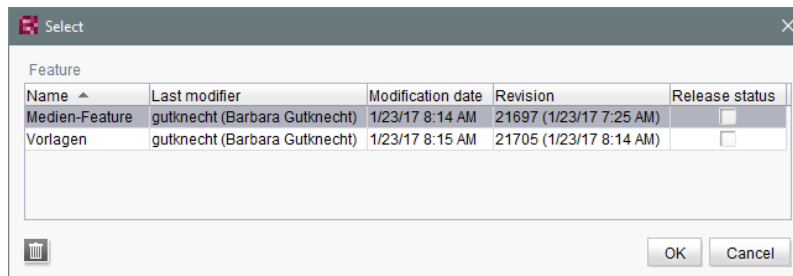 Select
Feature
Name Last modifier Modification date Revision Release status
Medien-Feature gutknecht (Barbara Gutknecht) 1/23/17 8:14 AM 21697 (1/23/17 7:25 AM)
Vorlagen gutknecht (Barbara Gutknecht) 1/23/17 8:15 AM 21705 (1/23/17 8:14 AM)
OK Cancel